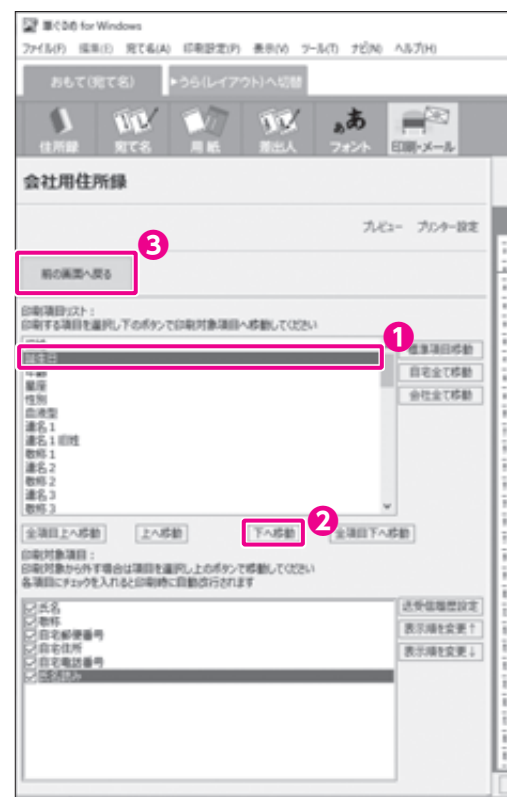 筆ぐるめ for Windows
ファイル(F) 編集(E) 宛て名(A) 印刷設定(P) 表示(V) ツール(T) ナビ(N) ヘルプ(H)
おもて(宛て名) ▶うら(レイアウト)へ切替
住所録 宛て名 用紙 差出人 フォント 印刷・メール
会社用住所録
プレビュー プリンター設定
3
前の画面へ戻る
印刷項目リスト:
印刷する項目を選択し下のボタンで印刷対象項目へ移動してください
1
誕生日
標準項目移動
年齢
自宅全て移動
星座
性別
会社全て移動
血液型
連名1
連名1旧姓
敬称1
連名2
敬称2
連名3
敬称3
2
全項目上へ移動 上へ移動 下へ移動 全項目下へ移動
印刷対象項目:
印刷対象から外す場合は項目を選択し上のボタンで移動してください
各項目にチェックを入れると印刷時に自動改行されます
氏名
送受信履歴設定
敬称
自宅郵便番号
表示順を変更↑
自宅住所
自宅電話番号
表示順を変更↓
氏名読み